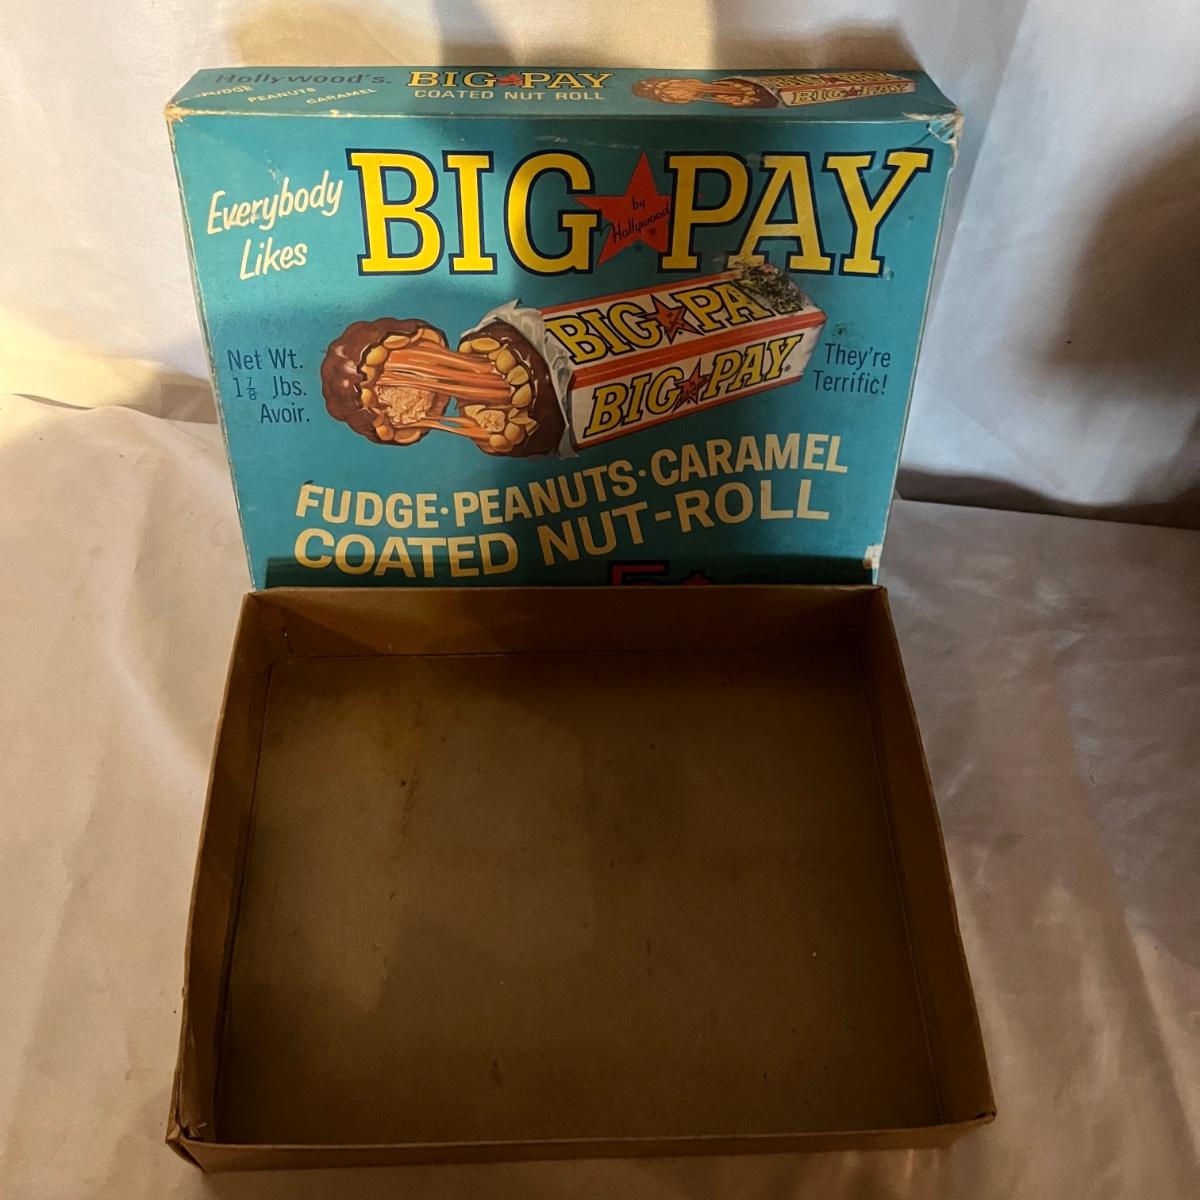 Hollywood's. BIG PAY
FUDGE PEANUTS CARAMEL
COATED NUT ROLL
BIG PAY
BIG PAY
Everybody
Likes
BIG PAY
by
Hollywood
®
BIG PA
BIG PAY
Net Wt.
1 7/8 lbs.
Avoir.
They're
Terrific!
FUDGE·PEANUTS·CARAMEL
COATED NUT-ROLL
5¢